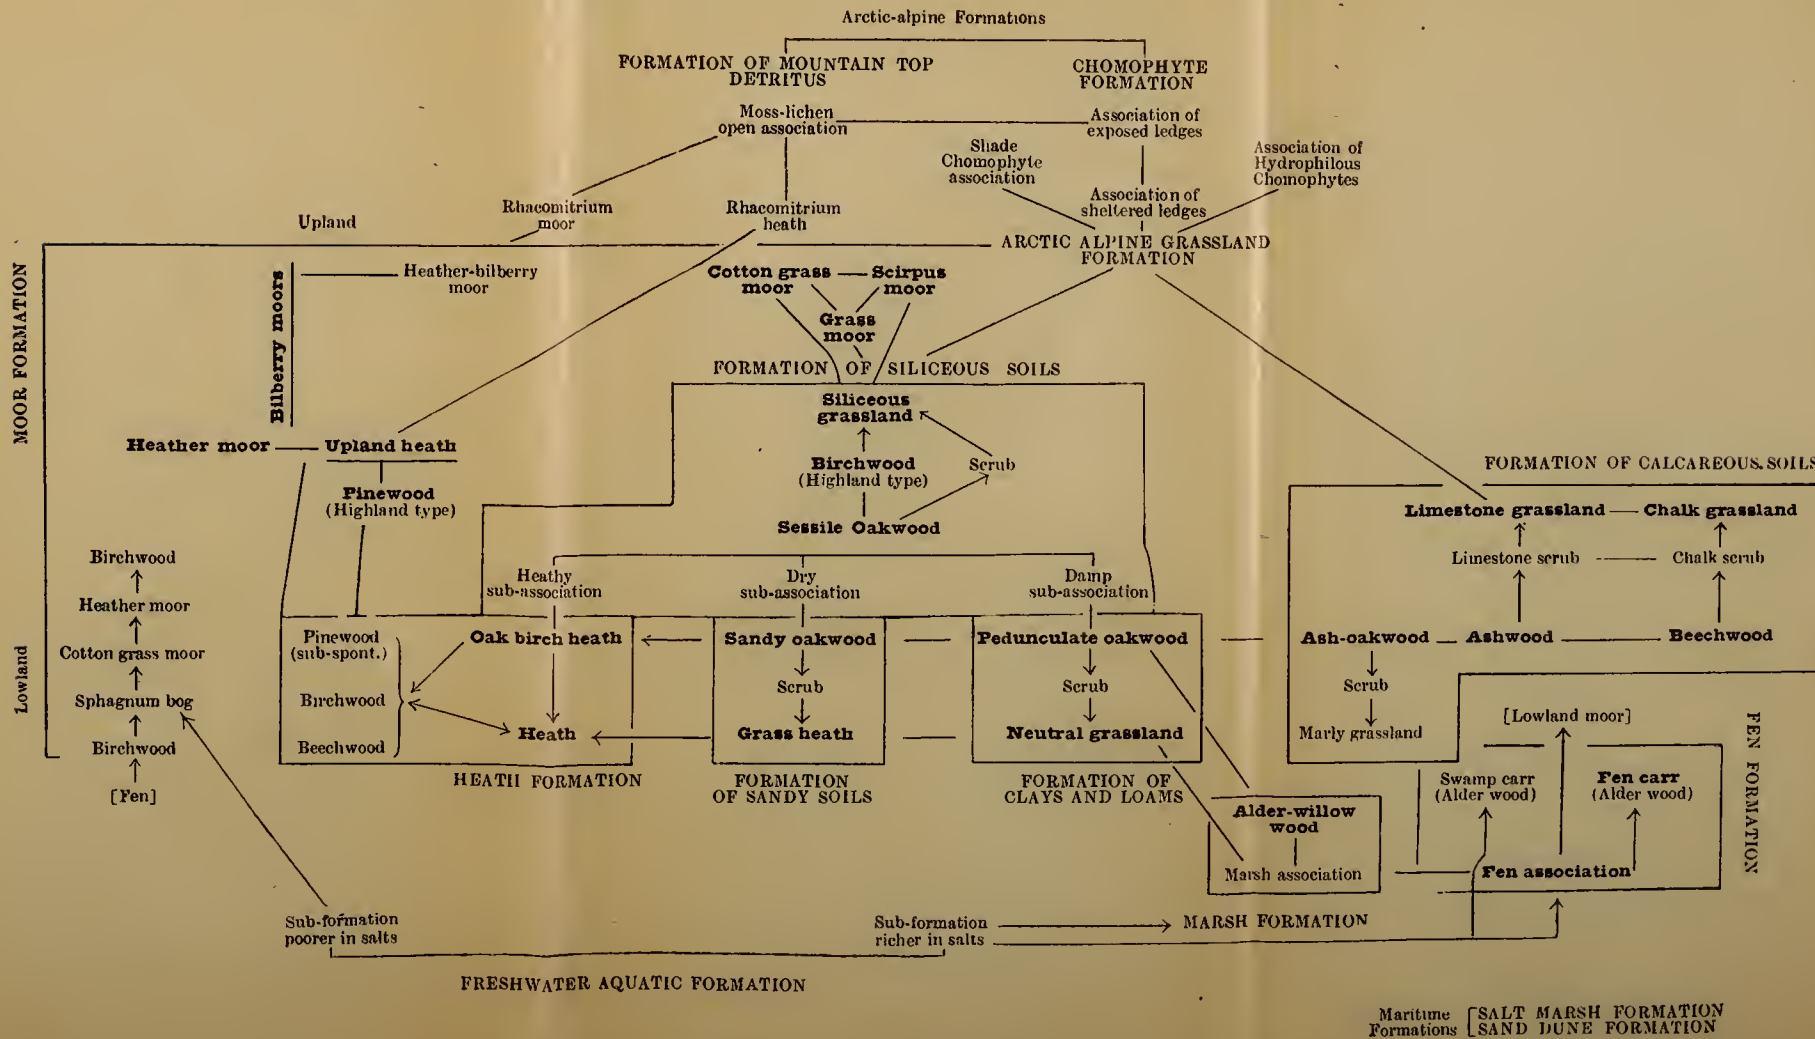 Arctic-alpine Formations
FORMATION OF MOUNTAIN TOP
DETRITUS
CHOMOPHYTE
FORMATION
Moss-lichen
open association
Association of
exposed ledges
Shade
Chomophyte
association
Association of
Hydrophilous
Chomophytes
Association of
sheltered ledges
Upland
Rhacomitrium
moor
Rhacomitrium
heath
ARCTIC ALPINE GRASSLAND
FORMATION
MOOR FORMATION
Bilberry moors
Heather-bilberry
moor
Cotton grass
moor
Scirpus
moor
Grass
moor
FORMATION OF SILICEOUS SOILS
Siliceous
grassland
Heather moor
Upland heath
Birchwood
(Highland type)
Scrub
Pinewood
(Highland type)
Sessile Oakwood
FORMATION OF CALCAREOUS SOILS
Limestone grassland
Chalk grassland
Limestone scrub
Chalk scrub
Lowland
Birchwood
Heather moor
Cotton grass moor
Sphagnum bog
Birchwood
[Fen]
Heathy
sub-association
Dry
sub-association
Damp
sub-association
Pinewood
(sub-spont.)
Birchwood
Beechwood
Oak birch heath
Heath
HEATH FORMATION
Sandy oakwood
Scrub
Grass heath
FORMATION
OF SANDY SOILS
Pedunculate oakwood
Scrub
Neutral grassland
FORMATION OF
CLAYS AND LOAMS
Ash-oakwood
Ashwood
Beechwood
Scrub
Marly grassland
[Lowland moor]
FEN FORMATION
Swamp carr
(Alder wood)
Fen carr
(Alder wood)
Alder-willow
wood
Marsh association
Fen association
Sub-formation
poorer in salts
Sub-formation
richer in salts
MARSH FORMATION
FRESHWATER AQUATIC FORMATION
Maritime
Formations
SALT MARSH FORMATION
SAND DUNE FORMATION